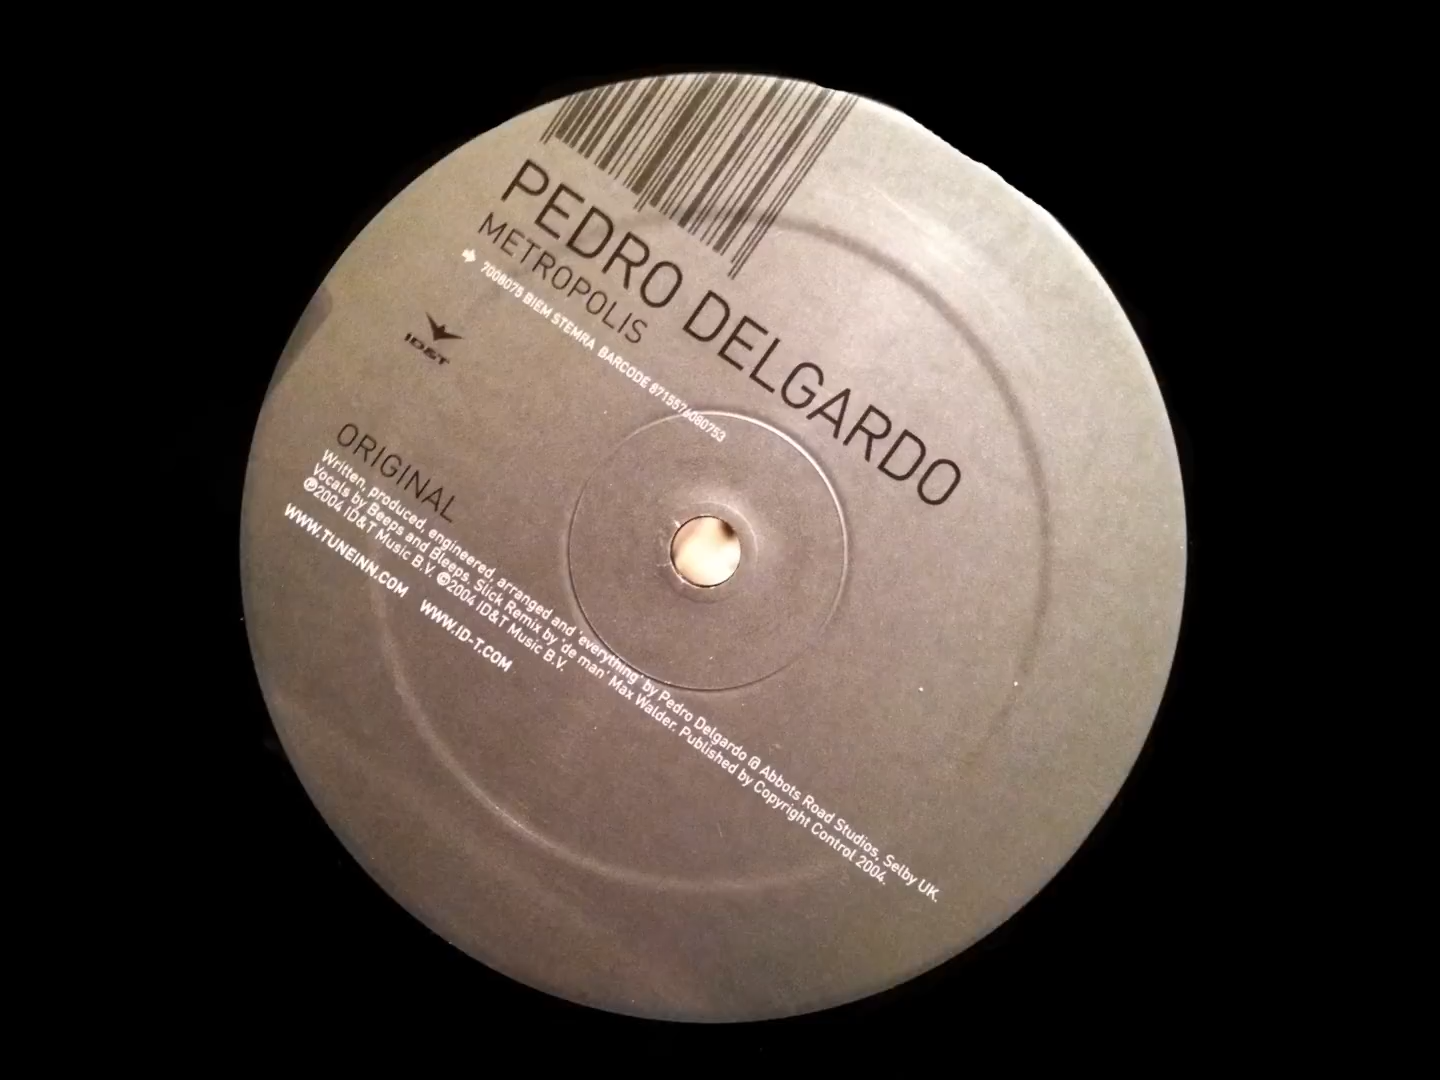 PEDRO DELGARDO
METROPOLIS
7008075 BIEM STEMRA BARCODE 8715576080753
ID&T
ORIGINAL
Written, produced, engineered, arranged and 'everything' by Pedro Delgardo @ Abbots Road Studios, Selby UK.
Vocals by Beeps and Bleeps. Slick Remix by 'de man' Max Walder. Published by Copyright Control 2004.
℗2004 ID&T Music B.V. ©2004 ID&T Music B.V.
WWW.TUNEINN.COM WWW.ID-T.COM